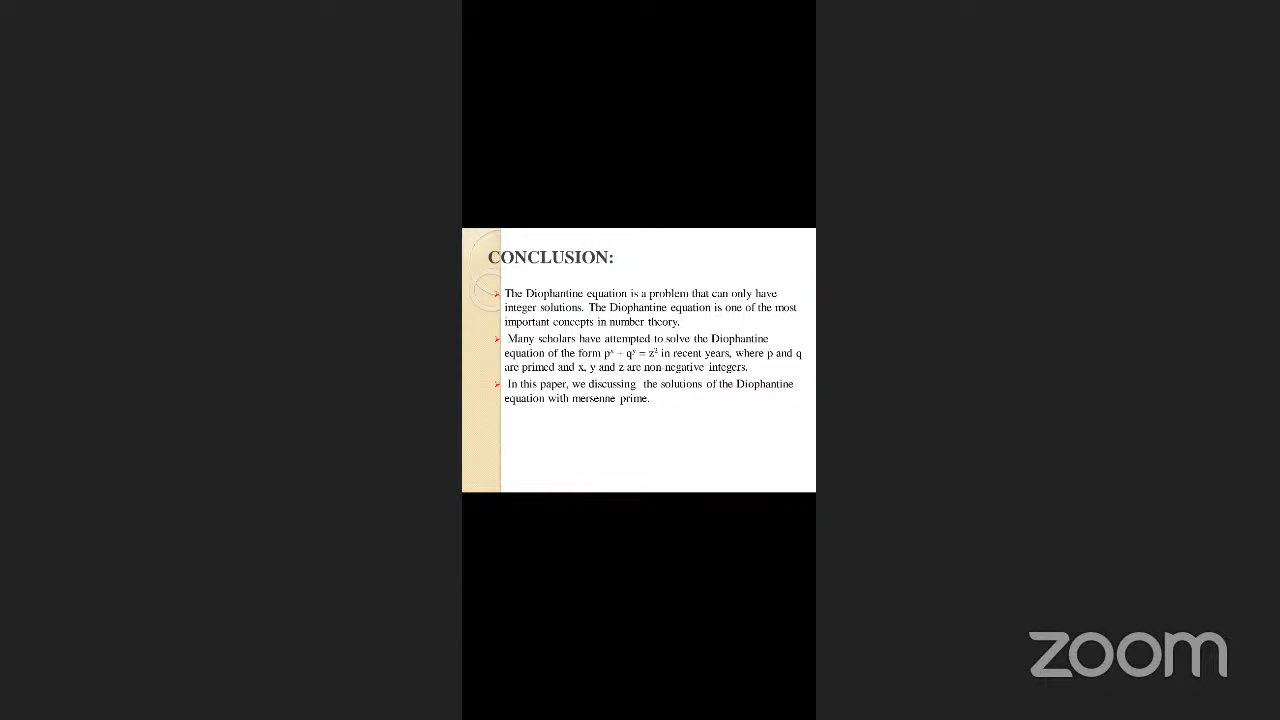 CONCLUSION:
The Diophantine equation is a problem that can only have
integer solutions. The Diophantine equation is one of the most
important concepts in number theory.
Many scholars have attempted to solve the Diophantine
equation of the form pˣ + qʸ = z² in recent years, where p and q
are primed and x, y and z are non-negative integers.
In this paper, we discussing the solutions of the Diophantine
equation with mersenne prime.
zoom